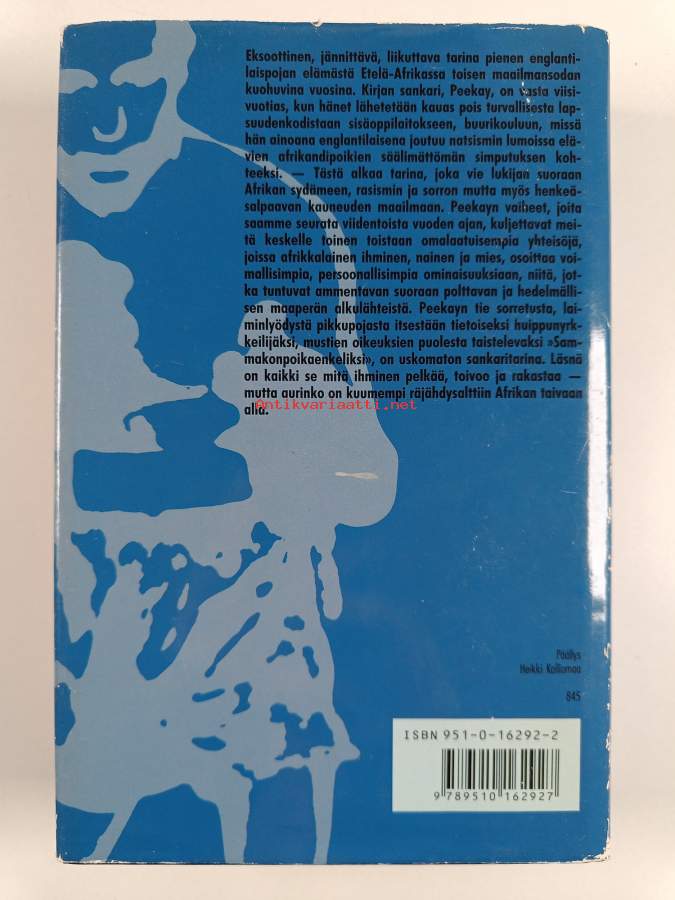 Eksoottinen, jännittävä, liikuttava tarina pienen englanti-
laispojan elämästä Etelä-Afrikassa toisen maailmansodan
kuohuvina vuosina. Kirjan sankari, Peekay, on vasta viisi-
vuotias, kun hänet lähetetään kauas pois turvallisesta lap-
suudenkodistaan sisäoppilaitokseen, buurikouluun, missä
hän ainoana englantilaisena joutuu natsismin lumoissa elä-
vien afrikandipoikien säälimättömän simputuksen koh-
teeksi. — Tästä alkaa tarina, joka vie lukijan suoraan
Afrikan sydämeen, rasismin ja sorron mutta myös henkeä-
salpaavan kauneuden maailmaan. Peekayn vaiheet, joita
saamme seurata viidentoista vuoden ajan, kuljettavat mei-
tä keskelle toinen toistaan omalaatuisempia yhteisöjä,
joissa afrikkalainen ihminen, nainen ja mies, osoittaa voi-
mallisimpia, persoonallisimpia ominaisuuksiaan, niitä, jot-
ka tuntuvat ammentavan suoraan polttavan ja hedelmälli-
sen maaperän alkulähteistä. Peekayn tie sorretusta, lai-
minlyödystä pikkupojasta itsestään tietoiseksi huippunyrk-
keilijäksi, mustien oikeuksien puolesta taistelevaksi »Sam-
makonpoikaenkeliksi», on uskomaton sankaritarina. Läsnä
on kaikki se mitä ihminen pelkää, toivoo ja rakastaa —
mutta aurinko on kuumempi räjähdysalttiin Afrikan taivaan
alla.
Antikvariaatti.net
Päällys
Heikki Kalliomaa
845
ISBN 951-0-16292-2
9 789510 162927